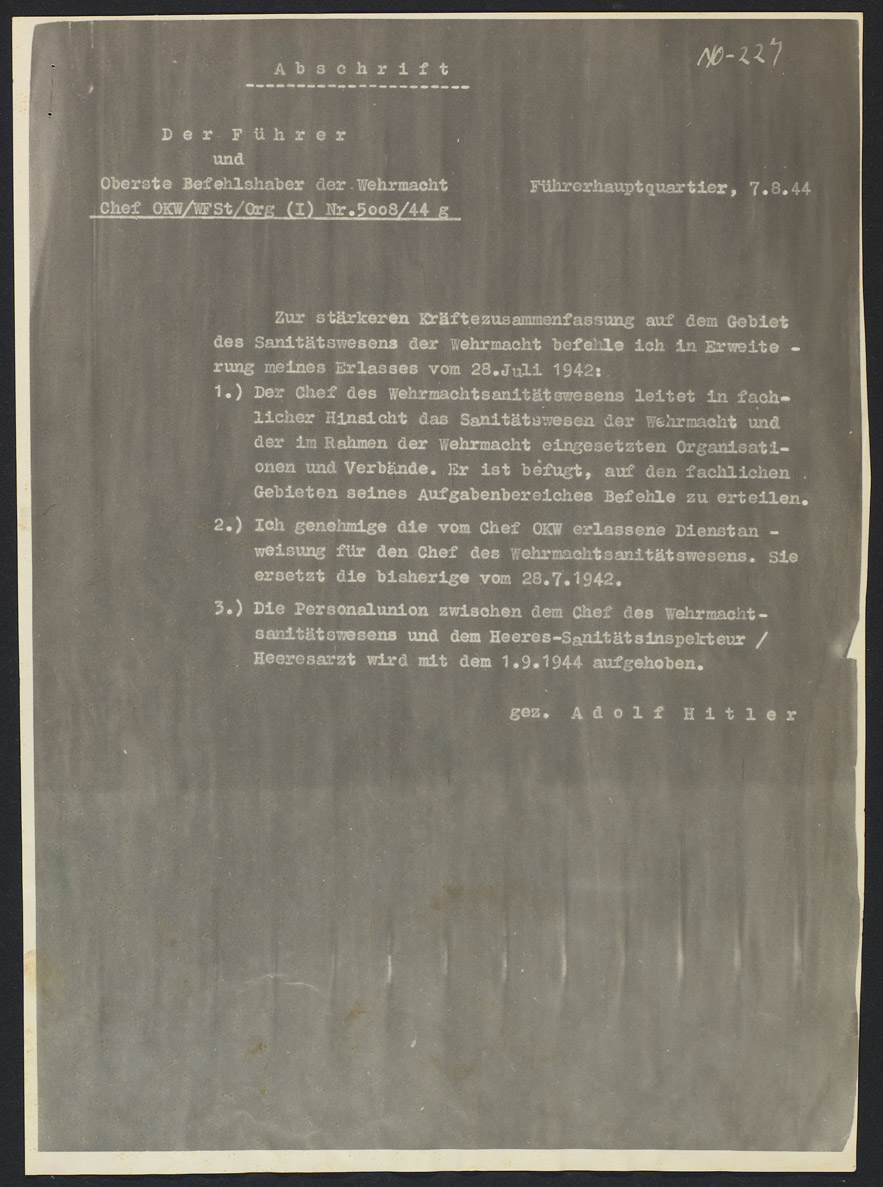 NO-227
A b s c h r i f t
D e r F ü h r e r
und
Oberste Befehlshaber der Wehrmacht
Führerhauptquartier, 7.8.44
Chef OKW/WFSt/Org (I) Nr.5008/44 g
Zur stärkeren Kräftezusammenfassung auf dem Gebiet
des Sanitätswesens der Wehrmacht befehle ich in Erweite -
rung meines Erlasses vom 28.Juli 1942:
1.) Der Chef des Wehrmachtsanitätswesens leitet in fach-
licher Hinsicht das Sanitätswesen der Wehrmacht und
der im Rahmen der Wehrmacht eingesetzten Organisati-
onen und Verbände. Er ist befugt, auf den fachlichen
Gebieten seines Aufgabenbereiches Befehle zu erteilen.
2.) Ich genehmige die vom Chef OKW erlassene Dienstan -
weisung für den Chef des Wehrmachtsanitätswesens. Sie
ersetzt die bisherige vom 28.7.1942.
3.) Die Personalunion zwischen dem Chef des Wehrmacht-
sanitätswesens und dem Heeres-Sanitätsinspekteur /
Heeresarzt wird mit dem 1.9.1944 aufgehoben.
gez. A d o l f H i t l e r